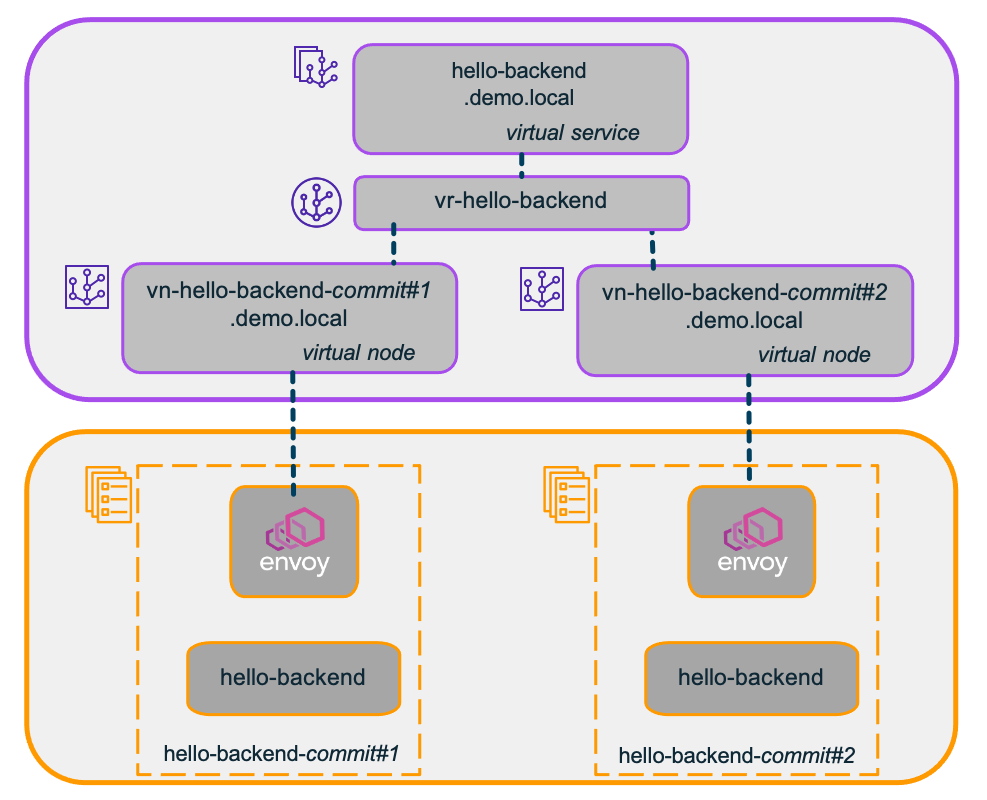 hello-backend
.demo.local
virtual service
vr-hello-backend
vn-hello-backend-commit#1
.demo.local
virtual node
vn-hello-backend-commit#2
.demo.local
virtual node
envoy
hello-backend
hello-backend-commit#1
envoy
hello-backend
hello-backend-commit#2